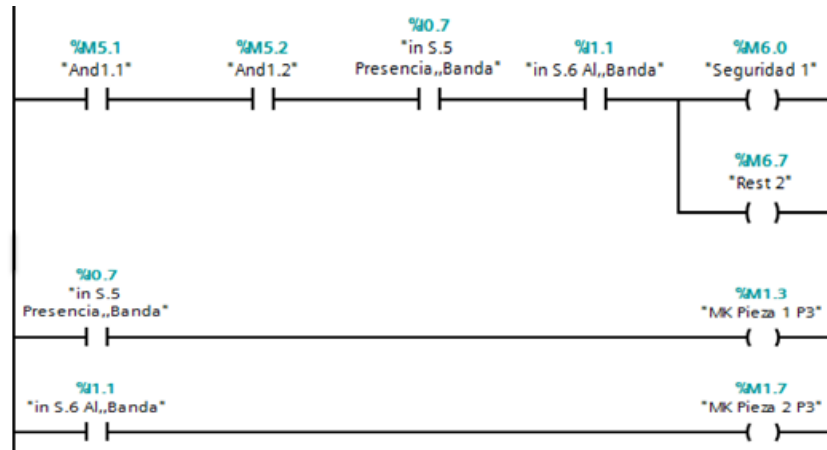 %I0.7
%M5.1 %M5.2 "in S.5 %I1.1 %M6.0
"And1.1" "And1.2" Presencia,,Banda" "in S.6 Al,,Banda" "Seguridad 1"
%M6.7
"Rest 2"
%I0.7
"in S.5 %M1.3
Presencia,,Banda" "MK Pieza 1 P3"
%I1.1 %M1.7
"in S.6 Al,,Banda" "MK Pieza 2 P3"